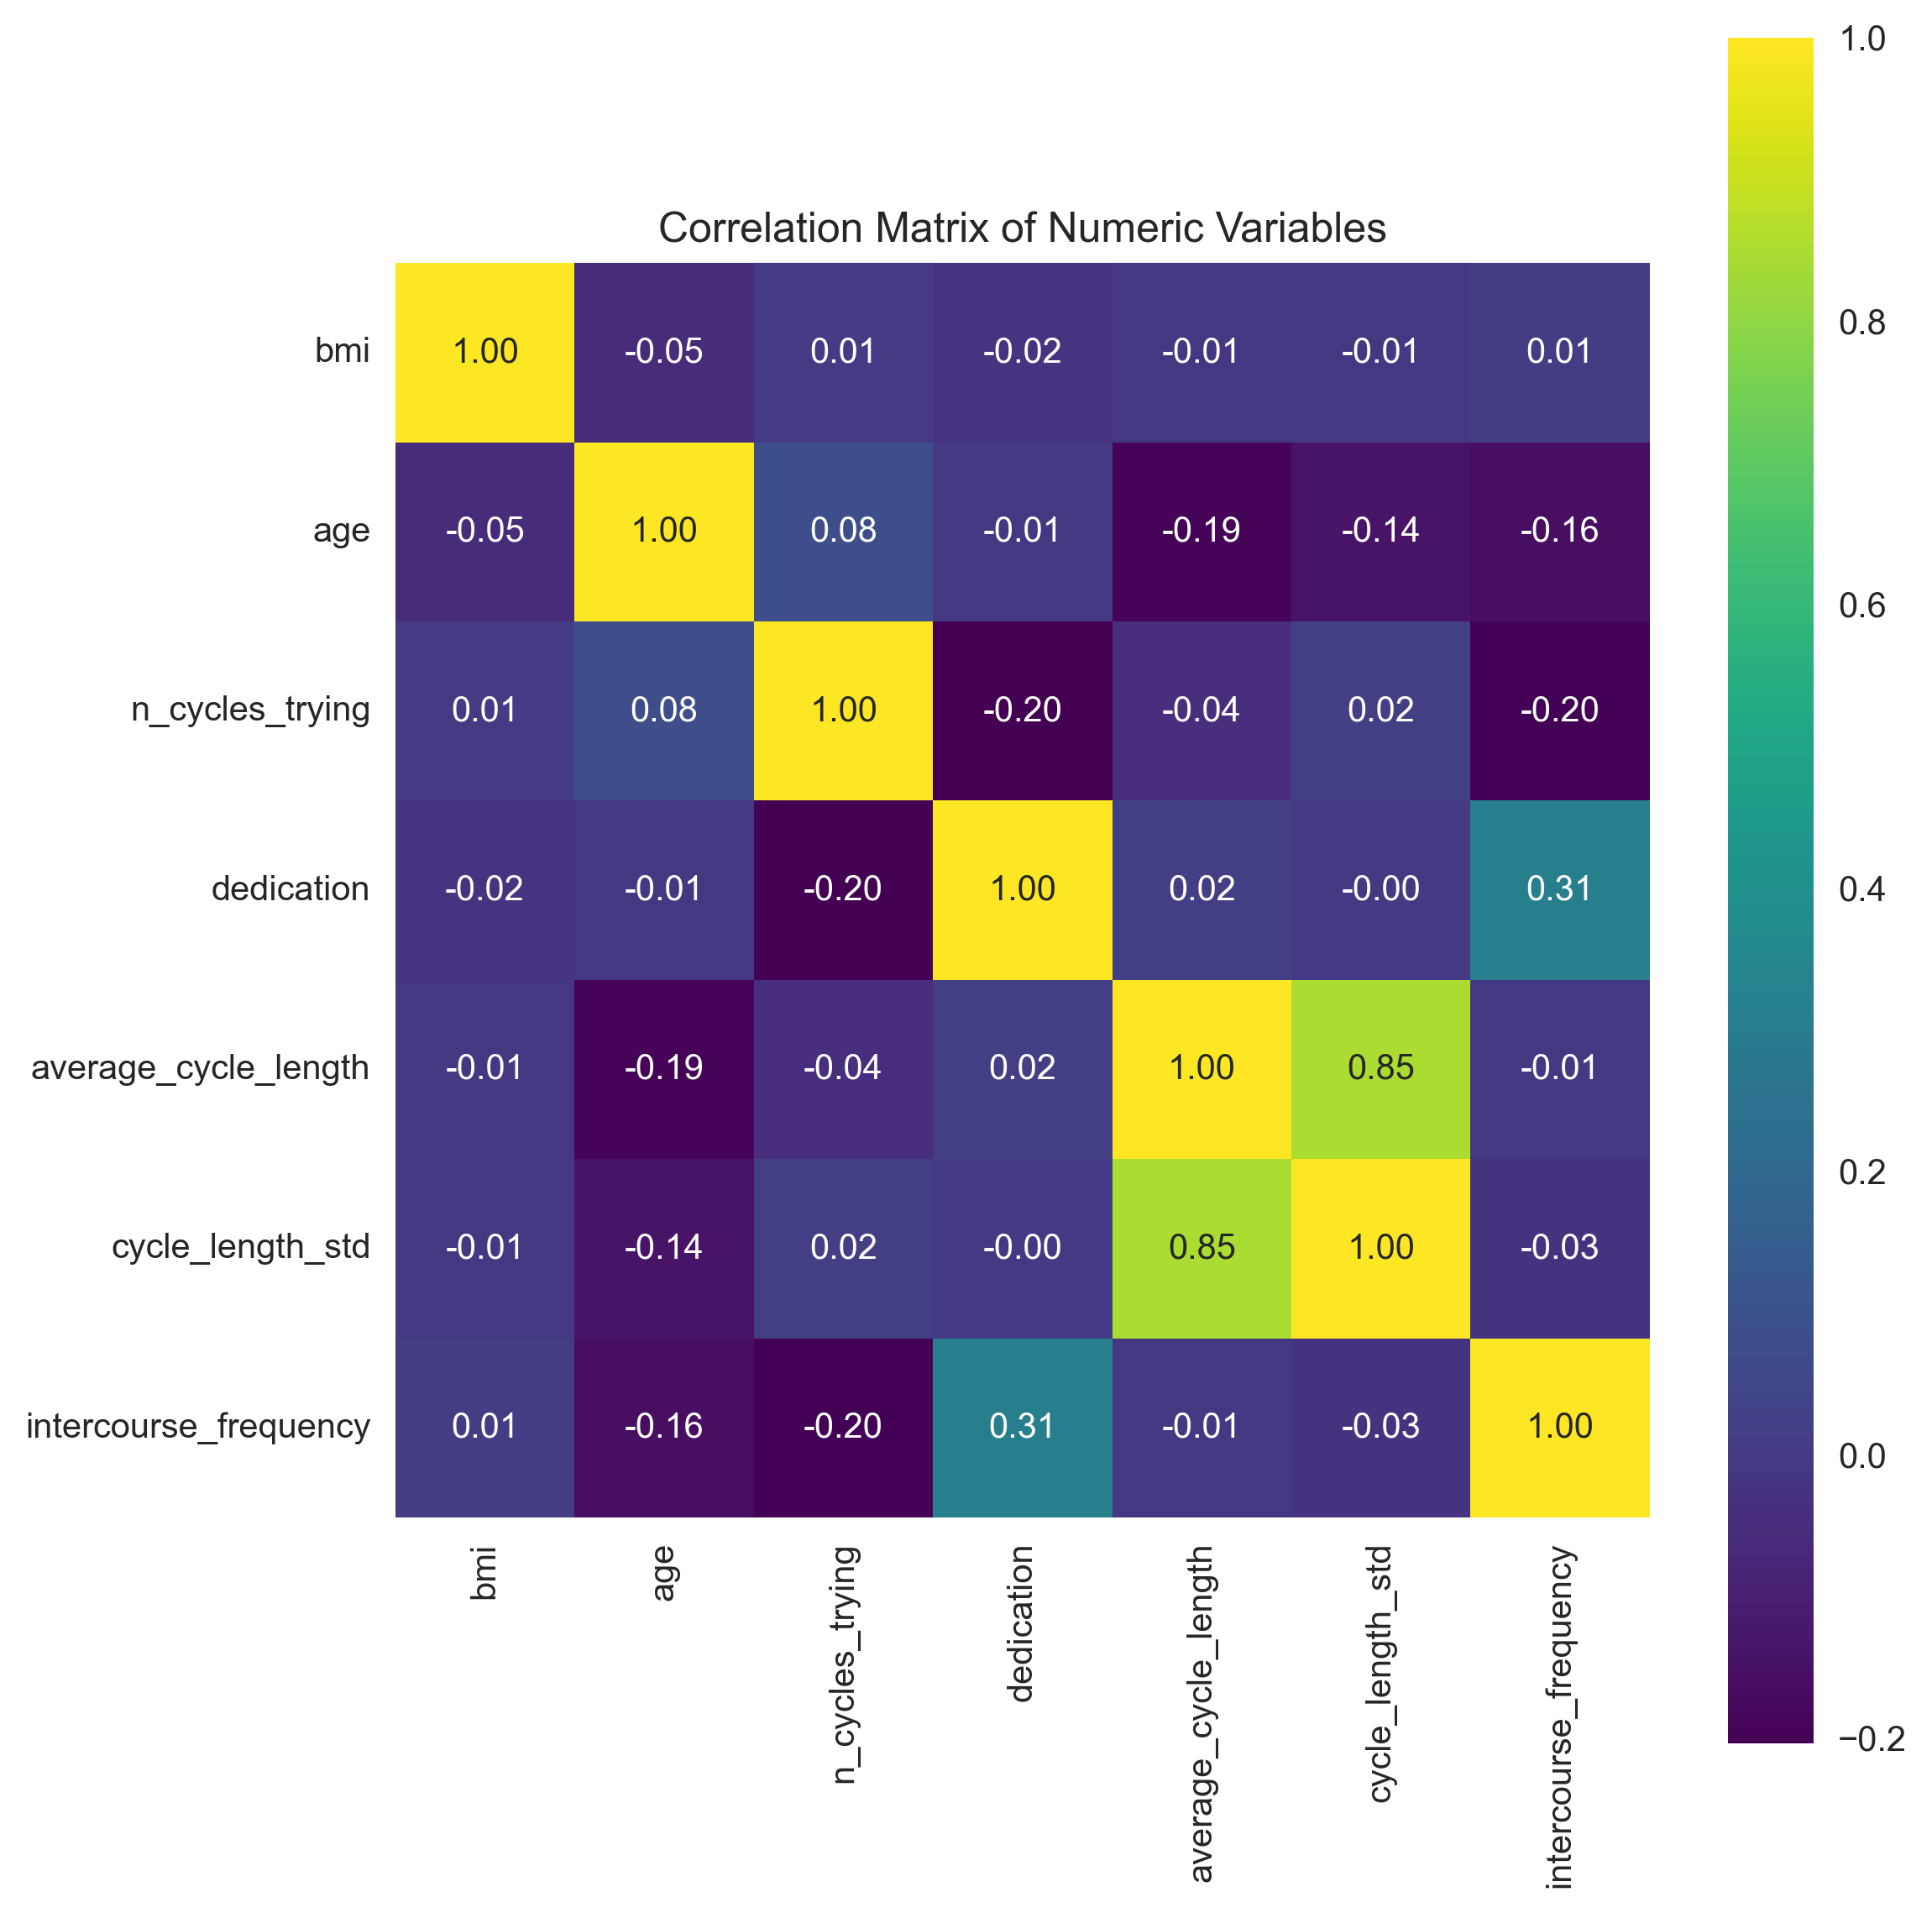 Correlation Matrix of Numeric Variables
bmi 1.00 -0.05 0.01 -0.02 -0.01 -0.01 0.01
age -0.05 1.00 0.08 -0.01 -0.19 -0.14 -0.16
n_cycles_trying 0.01 0.08 1.00 -0.20 -0.04 0.02 -0.20
dedication -0.02 -0.01 -0.20 1.00 0.02 -0.00 0.31
average_cycle_length -0.01 -0.19 -0.04 0.02 1.00 0.85 -0.01
cycle_length_std -0.01 -0.14 0.02 -0.00 0.85 1.00 -0.03
intercourse_frequency 0.01 -0.16 -0.20 0.31 -0.01 -0.03 1.00
bmi
age
n_cycles_trying
dedication
average_cycle_length
cycle_length_std
intercourse_frequency
1.0
0.8
0.6
0.4
0.2
0.0
−0.2